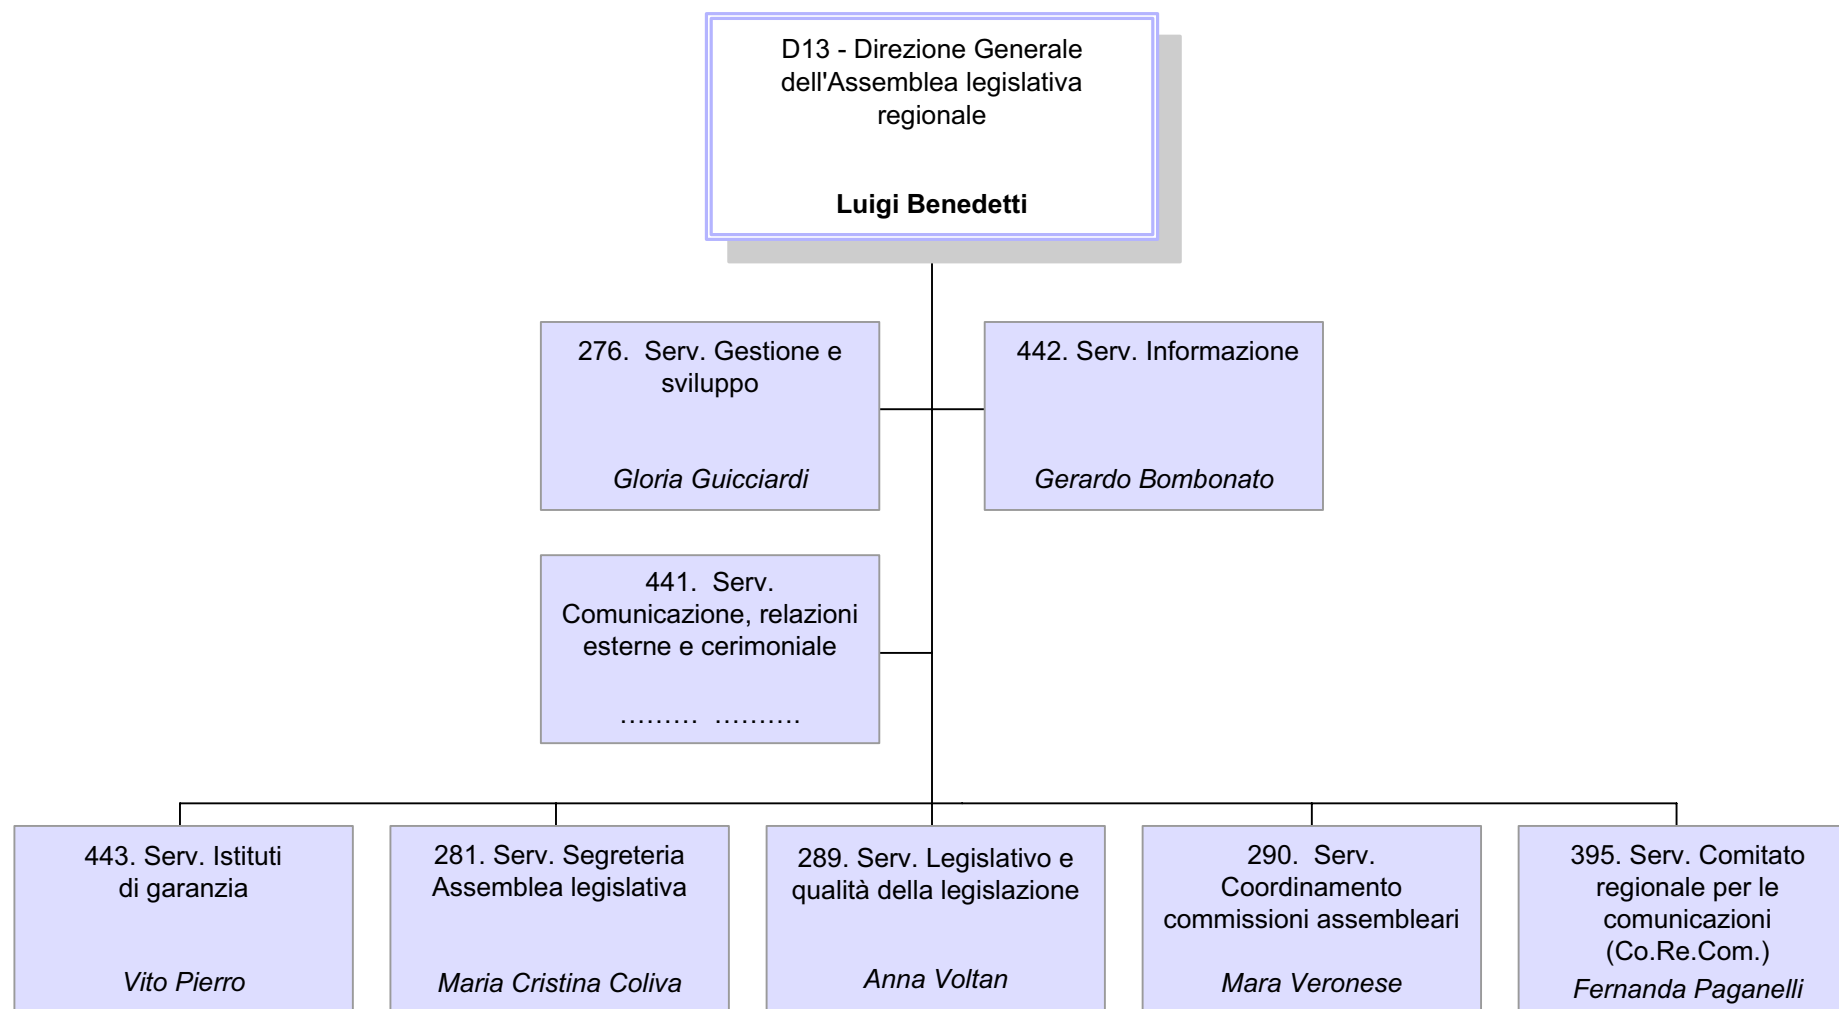 D13 - Direzione Generale
dell'Assemblea legislativa
regionale
Luigi Benedetti
276.  Serv. Gestione e
sviluppo
Gloria Guicciardi
442. Serv. Informazione
Gerardo Bombonato
441.  Serv.
Comunicazione, relazioni
esterne e cerimoniale
………  ……….
443. Serv. Istituti
di garanzia
Vito Pierro
281. Serv. Segreteria
Assemblea legislativa
Maria Cristina Coliva
289. Serv. Legislativo e
qualità della legislazione
Anna Voltan
290.  Serv.
Coordinamento
commissioni assembleari
Mara Veronese
395. Serv. Comitato
regionale per le
comunicazioni
(Co.Re.Com.)
Fernanda Paganelli